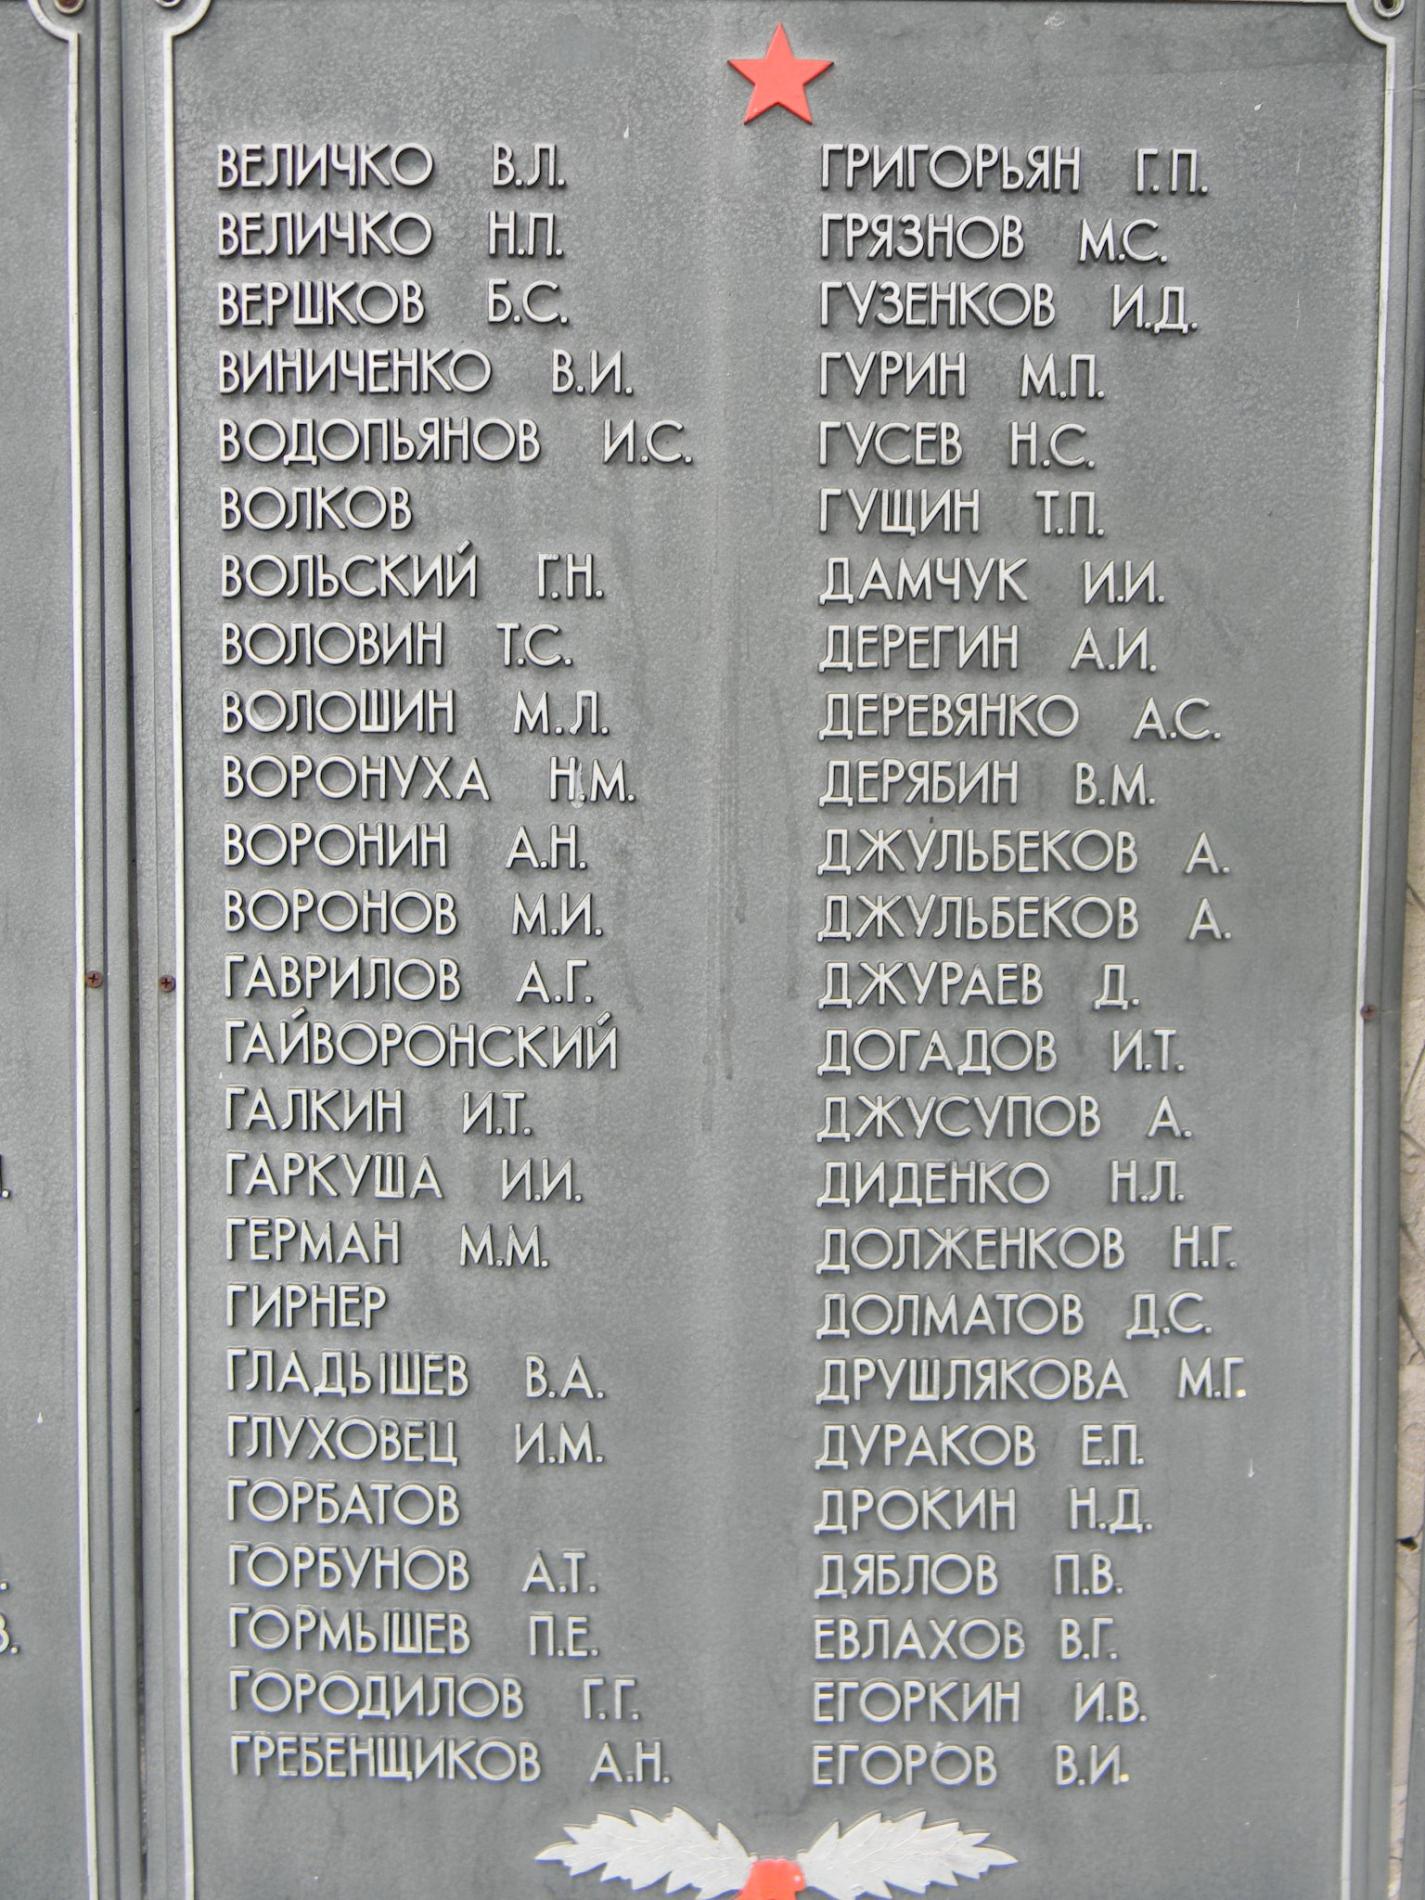 ВЕЛИЧКО В.Л.
ВЕЛИЧКО Н.П.
ВЕРШКОВ Б.С.
ВИНИЧЕНКО В.И.
ВОДОПЬЯНОВ И.С.
ВОЛКОВ
ВОЛЬСКИЙ Г.Н.
ВОЛОВИН Т.С.
ВОЛОШИН М.Л.
ВОРОНУХА Н.М.
ВОРОНИН А.Н.
ВОРОНОВ М.И.
ГАВРИЛОВ А.Г.
ГАЙВОРОНСКИЙ
ГАЛКИН И.Т.
ГАРКУША И.И.
ГЕРМАН М.М.
ГИРНЕР
ГЛАДЫШЕВ В.А.
ГЛУХОВЕЦ И.М.
ГОРБАТОВ
ГОРБУНОВ А.Т.
ГОРМЫШЕВ П.Е.
ГОРОДИЛОВ Г.Г.
ГРЕБЕНЩИКОВ А.Н.
ГРИГОРЬЯН Г.П.
ГРЯЗНОВ М.С.
ГУЗЕНКОВ И.Д.
ГУРИН М.П.
ГУСЕВ Н.С.
ГУЩИН Т.П.
ДАМЧУК И.И.
ДЕРЕГИН А.И.
ДЕРЕВЯНКО А.С.
ДЕРЯБИН В.М.
ДЖУЛЬБЕКОВ А.
ДЖУЛЬБЕКОВ А.
ДЖУРАЕВ Д.
ДОГАДОВ И.Т.
ДЖУСУПОВ А.
ДИДЕНКО Н.Л.
ДОЛЖЕНКОВ Н.Г.
ДОЛМАТОВ Д.С.
ДРУШЛЯКОВА М.Г.
ДУРАКОВ Е.П.
ДРОКИН Н.Д.
ДЯБЛОВ П.В.
ЕВЛАХОВ В.Г.
ЕГОРКИН И.В.
ЕГОРОВ В.И.